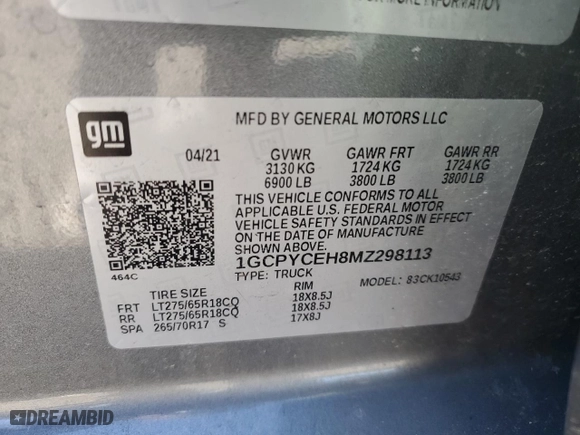 MORE INFORMATION
gm
MFD BY GENERAL MOTORS LLC
04/21 GVWR GAWR FRT GAWR RR
3130 KG 1724 KG 1724 KG
6900 LB 3800 LB 3800 LB
THIS VEHICLE CONFORMS TO ALL
APPLICABLE U.S. FEDERAL MOTOR
VEHICLE SAFETY STANDARDS IN EFFECT
ON THE DATE OF MANUFACTURE
SHOWN ABOVE.
1GCPYCEH8MZ298113
464C
TYPE: TRUCK MODEL: 83CK10543
TIRE SIZE RIM
FRT LT275/65R18CQ 18X8.5J
RR LT275/65R18CQ 18X8.5J
SPA 265/70R17 S 17X8J
DREAMBID